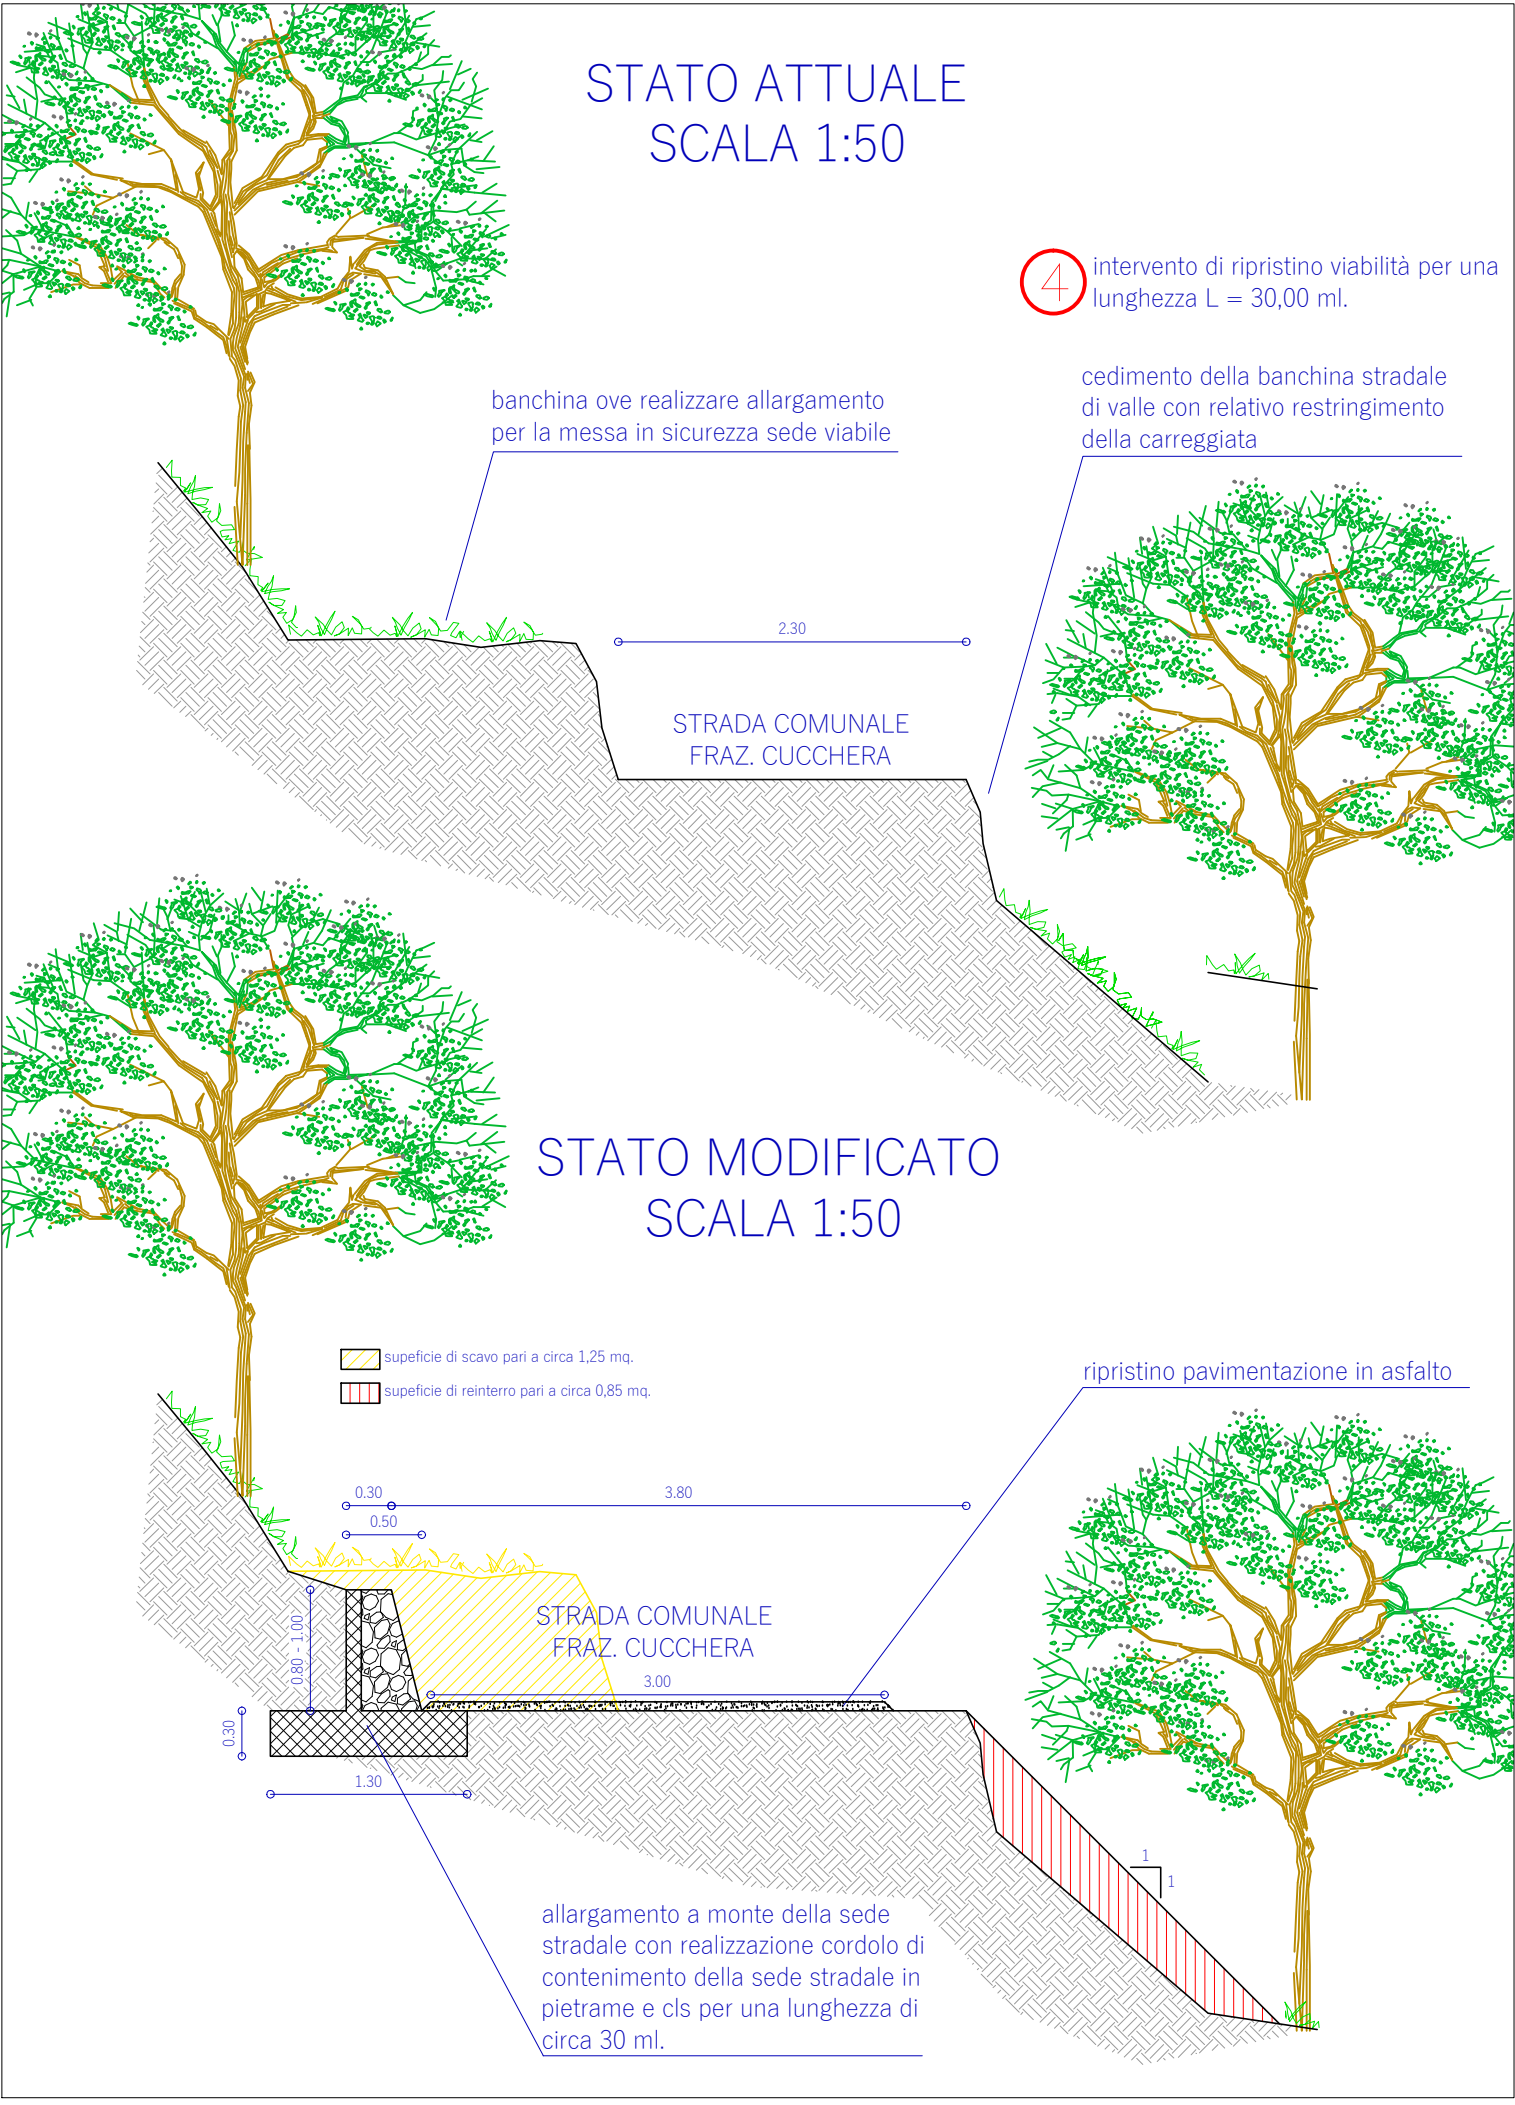 STATO ATTUALE
SCALA 1:50
4
intervento di ripristino viabilità per una
lunghezza L = 30,00 ml.
banchina ove realizzare allargamento
per la messa in sicurezza sede viabile
cedimento della banchina stradale
di valle con relativo restringimento
della carreggiata
2.30
STRADA COMUNALE
FRAZ. CUCCHERA
STATO MODIFICATO
SCALA 1:50
supeficie di scavo pari a circa 1,25 mq.
supeficie di reinterro pari a circa 0,85 mq.
ripristino pavimentazione in asfalto
0.30
3.80
0.50
STRADA COMUNALE
FRAZ. CUCCHERA
0.80 - 1.00
3.00
0.30
1.30
1
1
allargamento a monte della sede
stradale con realizzazione cordolo di
contenimento della sede stradale in
pietrame e cls per una lunghezza di
circa 30 ml.